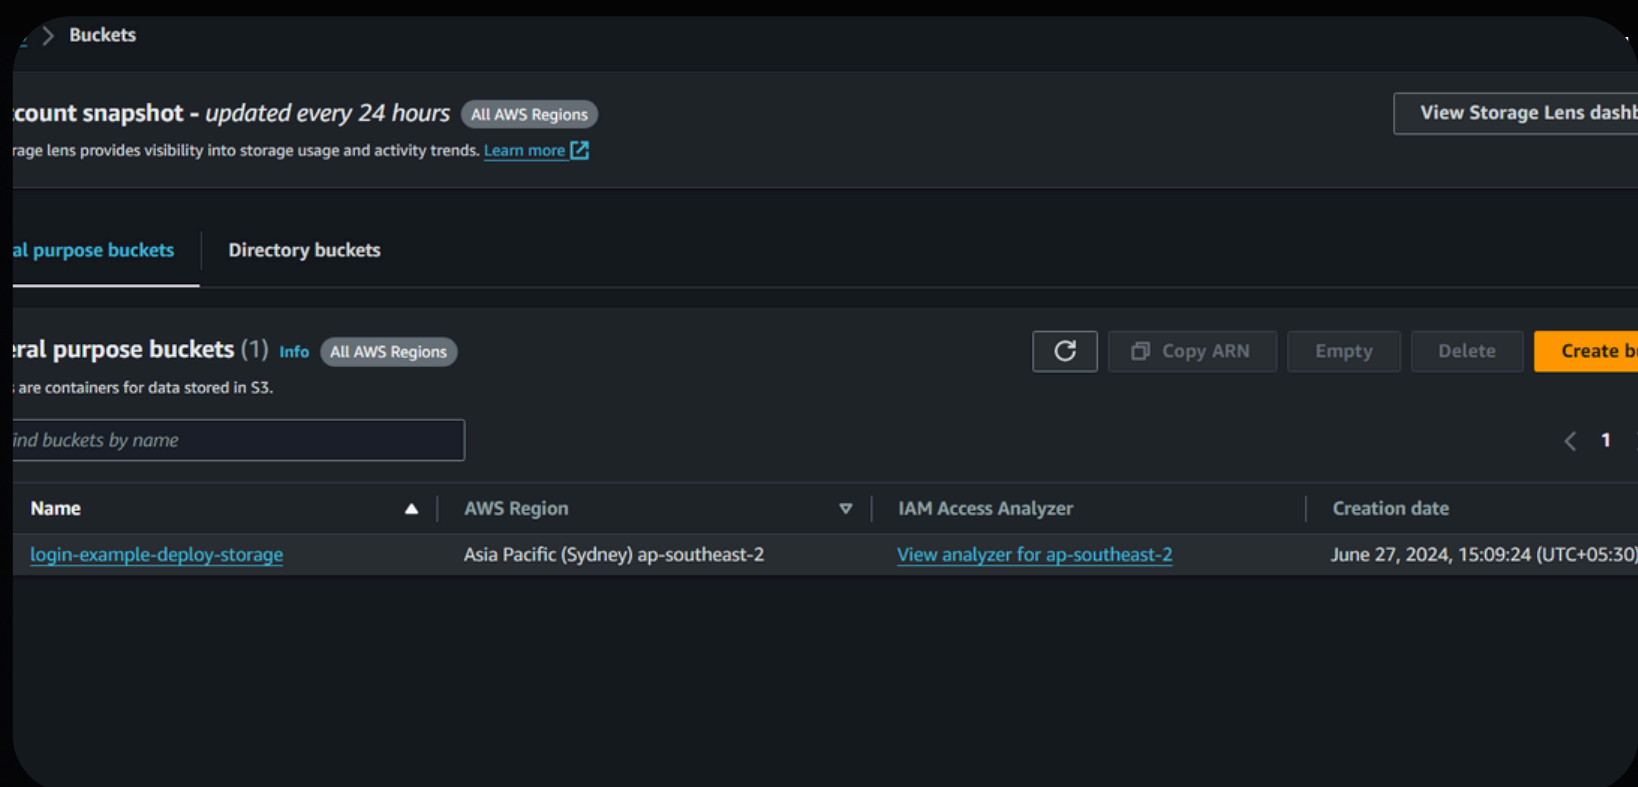 Buckets
count snapshot - updated every 24 hours All AWS Regions
View Storage Lens dashb
rage lens provides visibility into storage usage and activity trends. Learn more
al purpose buckets Directory buckets
eral purpose buckets (1) Info All AWS Regions
Copy ARN Empty Delete Create b
s are containers for data stored in S3.
ind buckets by name
1
Name AWS Region IAM Access Analyzer Creation date
login-example-deploy-storage Asia Pacific (Sydney) ap-southeast-2 View analyzer for ap-southeast-2 June 27, 2024, 15:09:24 (UTC+05:30)